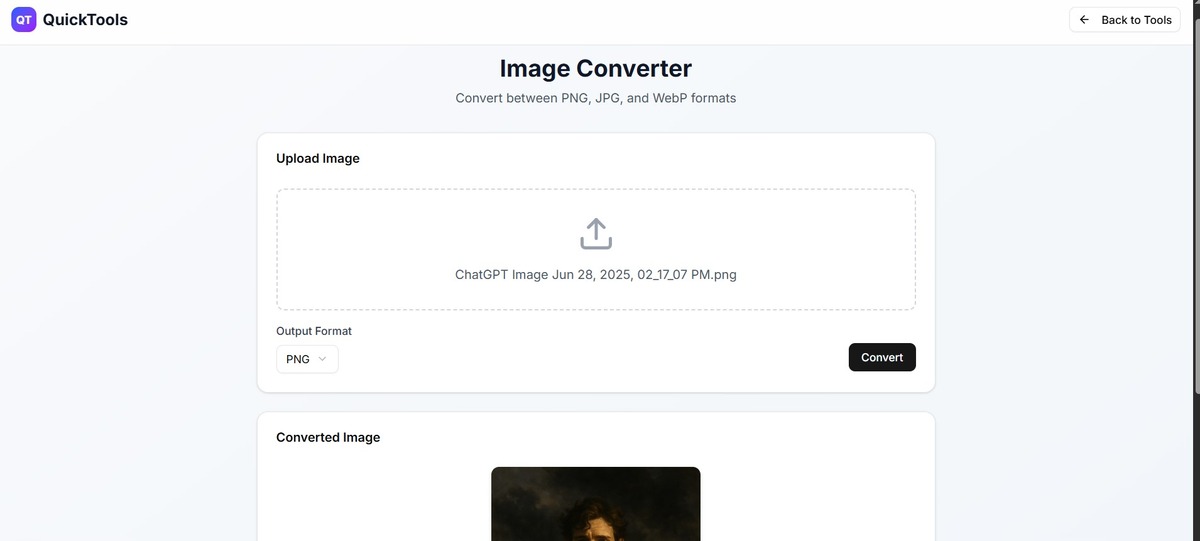 QT QuickTools
Back to Tools
Image Converter
Convert between PNG, JPG, and WebP formats
Upload Image
ChatGPT Image Jun 28, 2025, 02_17_07 PM.png
Output Format
PNG
Convert
Converted Image